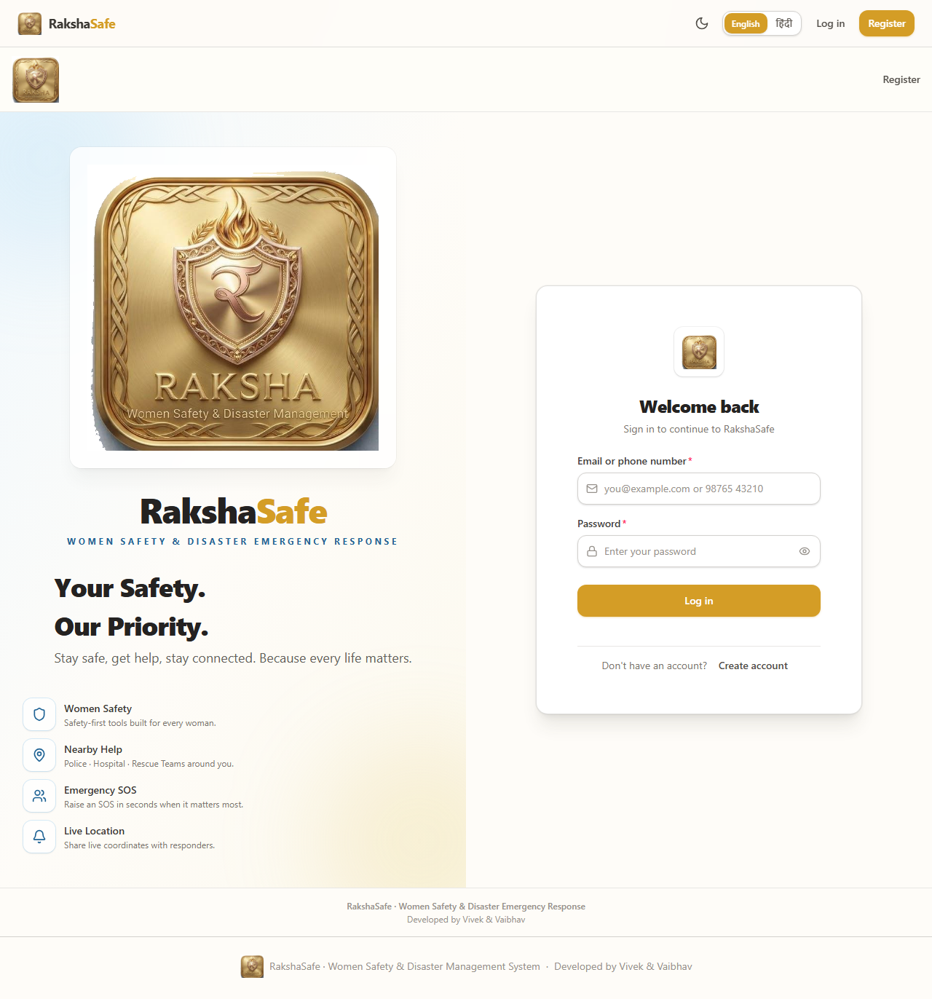 RakshaSafe
English
हिंदी
Log in
Register
Register
र
RAKSHA
Women Safety & Disaster Management
RakshaSafe
WOMEN SAFETY & DISASTER EMERGENCY RESPONSE
Your Safety.
Our Priority.
Stay safe, get help, stay connected. Because every life matters.
Women Safety
Safety-first tools built for every woman.
Nearby Help
Police · Hospital · Rescue Teams around you.
Emergency SOS
Raise an SOS in seconds when it matters most.
Live Location
Share live coordinates with responders.
Welcome back
Sign in to continue to RakshaSafe
Email or phone number*
you@example.com or 98765 43210
Password*
Enter your password
Log in
Don't have an account? Create account
RakshaSafe · Women Safety & Disaster Emergency Response
Developed by Vivek & Vaibhav
RakshaSafe · Women Safety & Disaster Management System · Developed by Vivek & Vaibhav